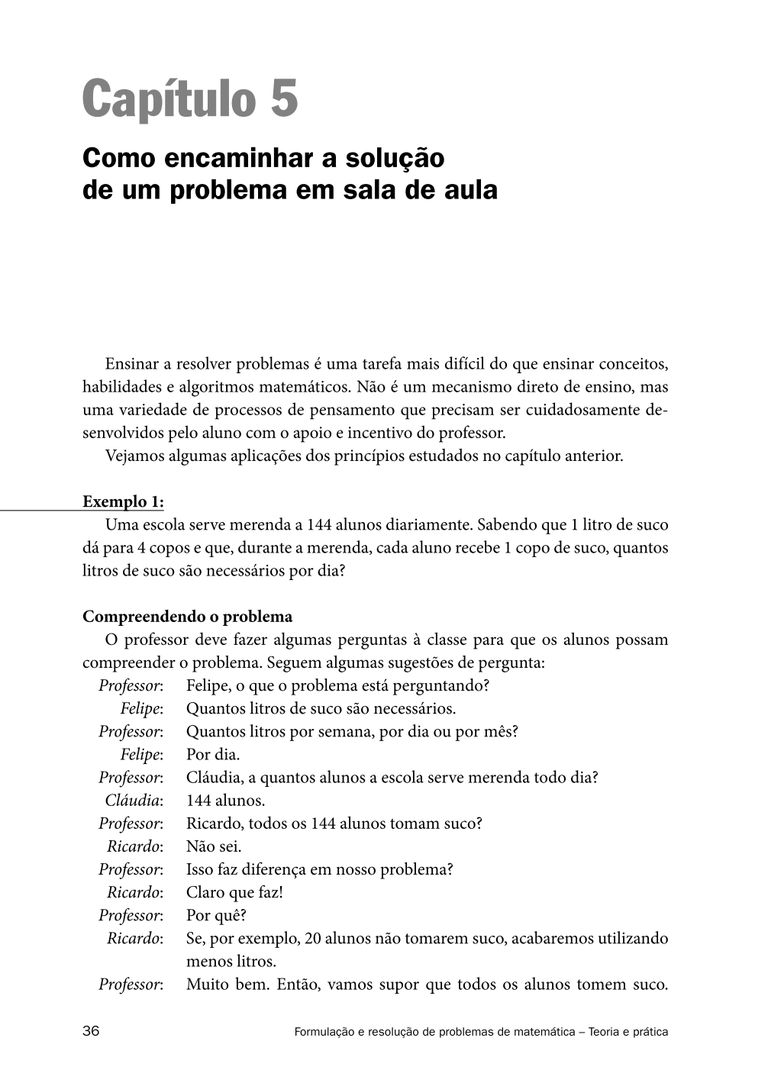 Capítulo 5
Como encaminhar a solução
de um problema em sala de aula
Ensinar a resolver problemas é uma tarefa mais difícil do que ensinar conceitos,
habilidades e algoritmos matemáticos. Não é um mecanismo direto de ensino, mas
uma variedade de processos de pensamento que precisam ser cuidadosamente de-
senvolvidos pelo aluno com o apoio e incentivo do professor.
Vejamos algumas aplicações dos princípios estudados no capítulo anterior.
Exemplo 1:
Uma escola serve merenda a 144 alunos diariamente. Sabendo que 1 litro de suco
dá para 4 copos e que, durante a merenda, cada aluno recebe 1 copo de suco, quantos
litros de suco são necessários por dia?
Compreendendo o problema
O professor deve fazer algumas perguntas à classe para que os alunos possam
compreender o problema. Seguem algumas sugestões de pergunta:
Professor: Felipe, o que o problema está perguntando?
Felipe: Quantos litros de suco são necessários.
Professor: Quantos litros por semana, por dia ou por mês?
Felipe: Por dia.
Professor: Cláudia, a quantos alunos a escola serve merenda todo dia?
Cláudia: 144 alunos.
Professor: Ricardo, todos os 144 alunos tomam suco?
Ricardo: Não sei.
Professor: Isso faz diferença em nosso problema?
Ricardo: Claro que faz!
Professor: Por quê?
Ricardo: Se, por exemplo, 20 alunos não tomarem suco, acabaremos utilizando
menos litros.
Professor: Muito bem. Então, vamos supor que todos os alunos tomem suco.
36 Formulação e resolução de problemas de matemática – Teoria e prática